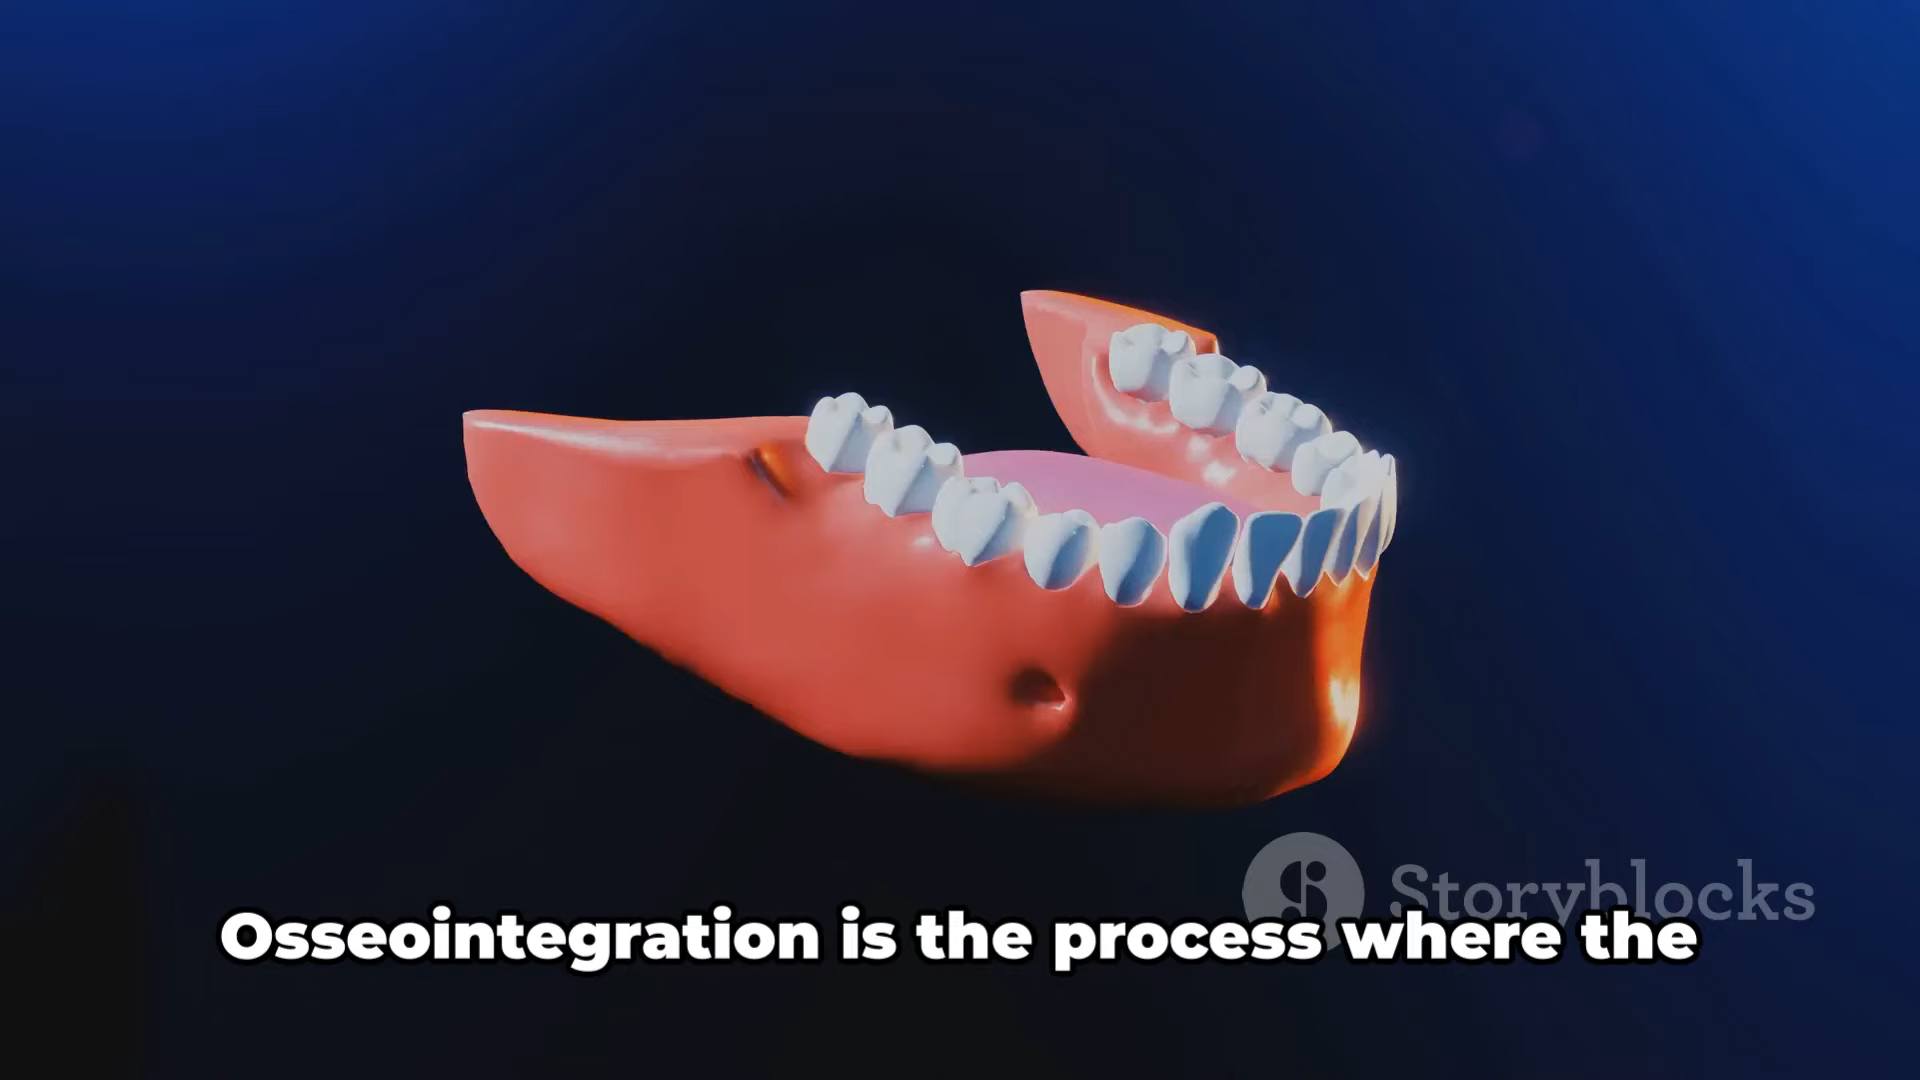 Storyblocks
Osseointegration is the process where the